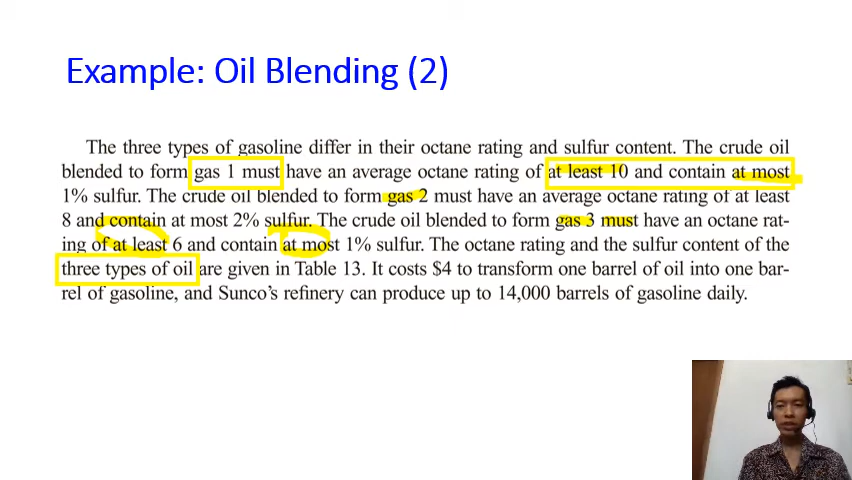 Example: Oil Blending (2)
The three types of gasoline differ in their octane rating and sulfur content. The crude oil
blended to form gas 1 must have an average octane rating of at least 10 and contain at most
1% sulfur. The crude oil blended to form gas 2 must have an average octane rating of at least
8 and contain at most 2% sulfur. The crude oil blended to form gas 3 must have an octane rat-
ing of at least 6 and contain at most 1% sulfur. The octane rating and the sulfur content of the
three types of oil are given in Table 13. It costs $4 to transform one barrel of oil into one bar-
rel of gasoline, and Sunco's refinery can produce up to 14,000 barrels of gasoline daily.